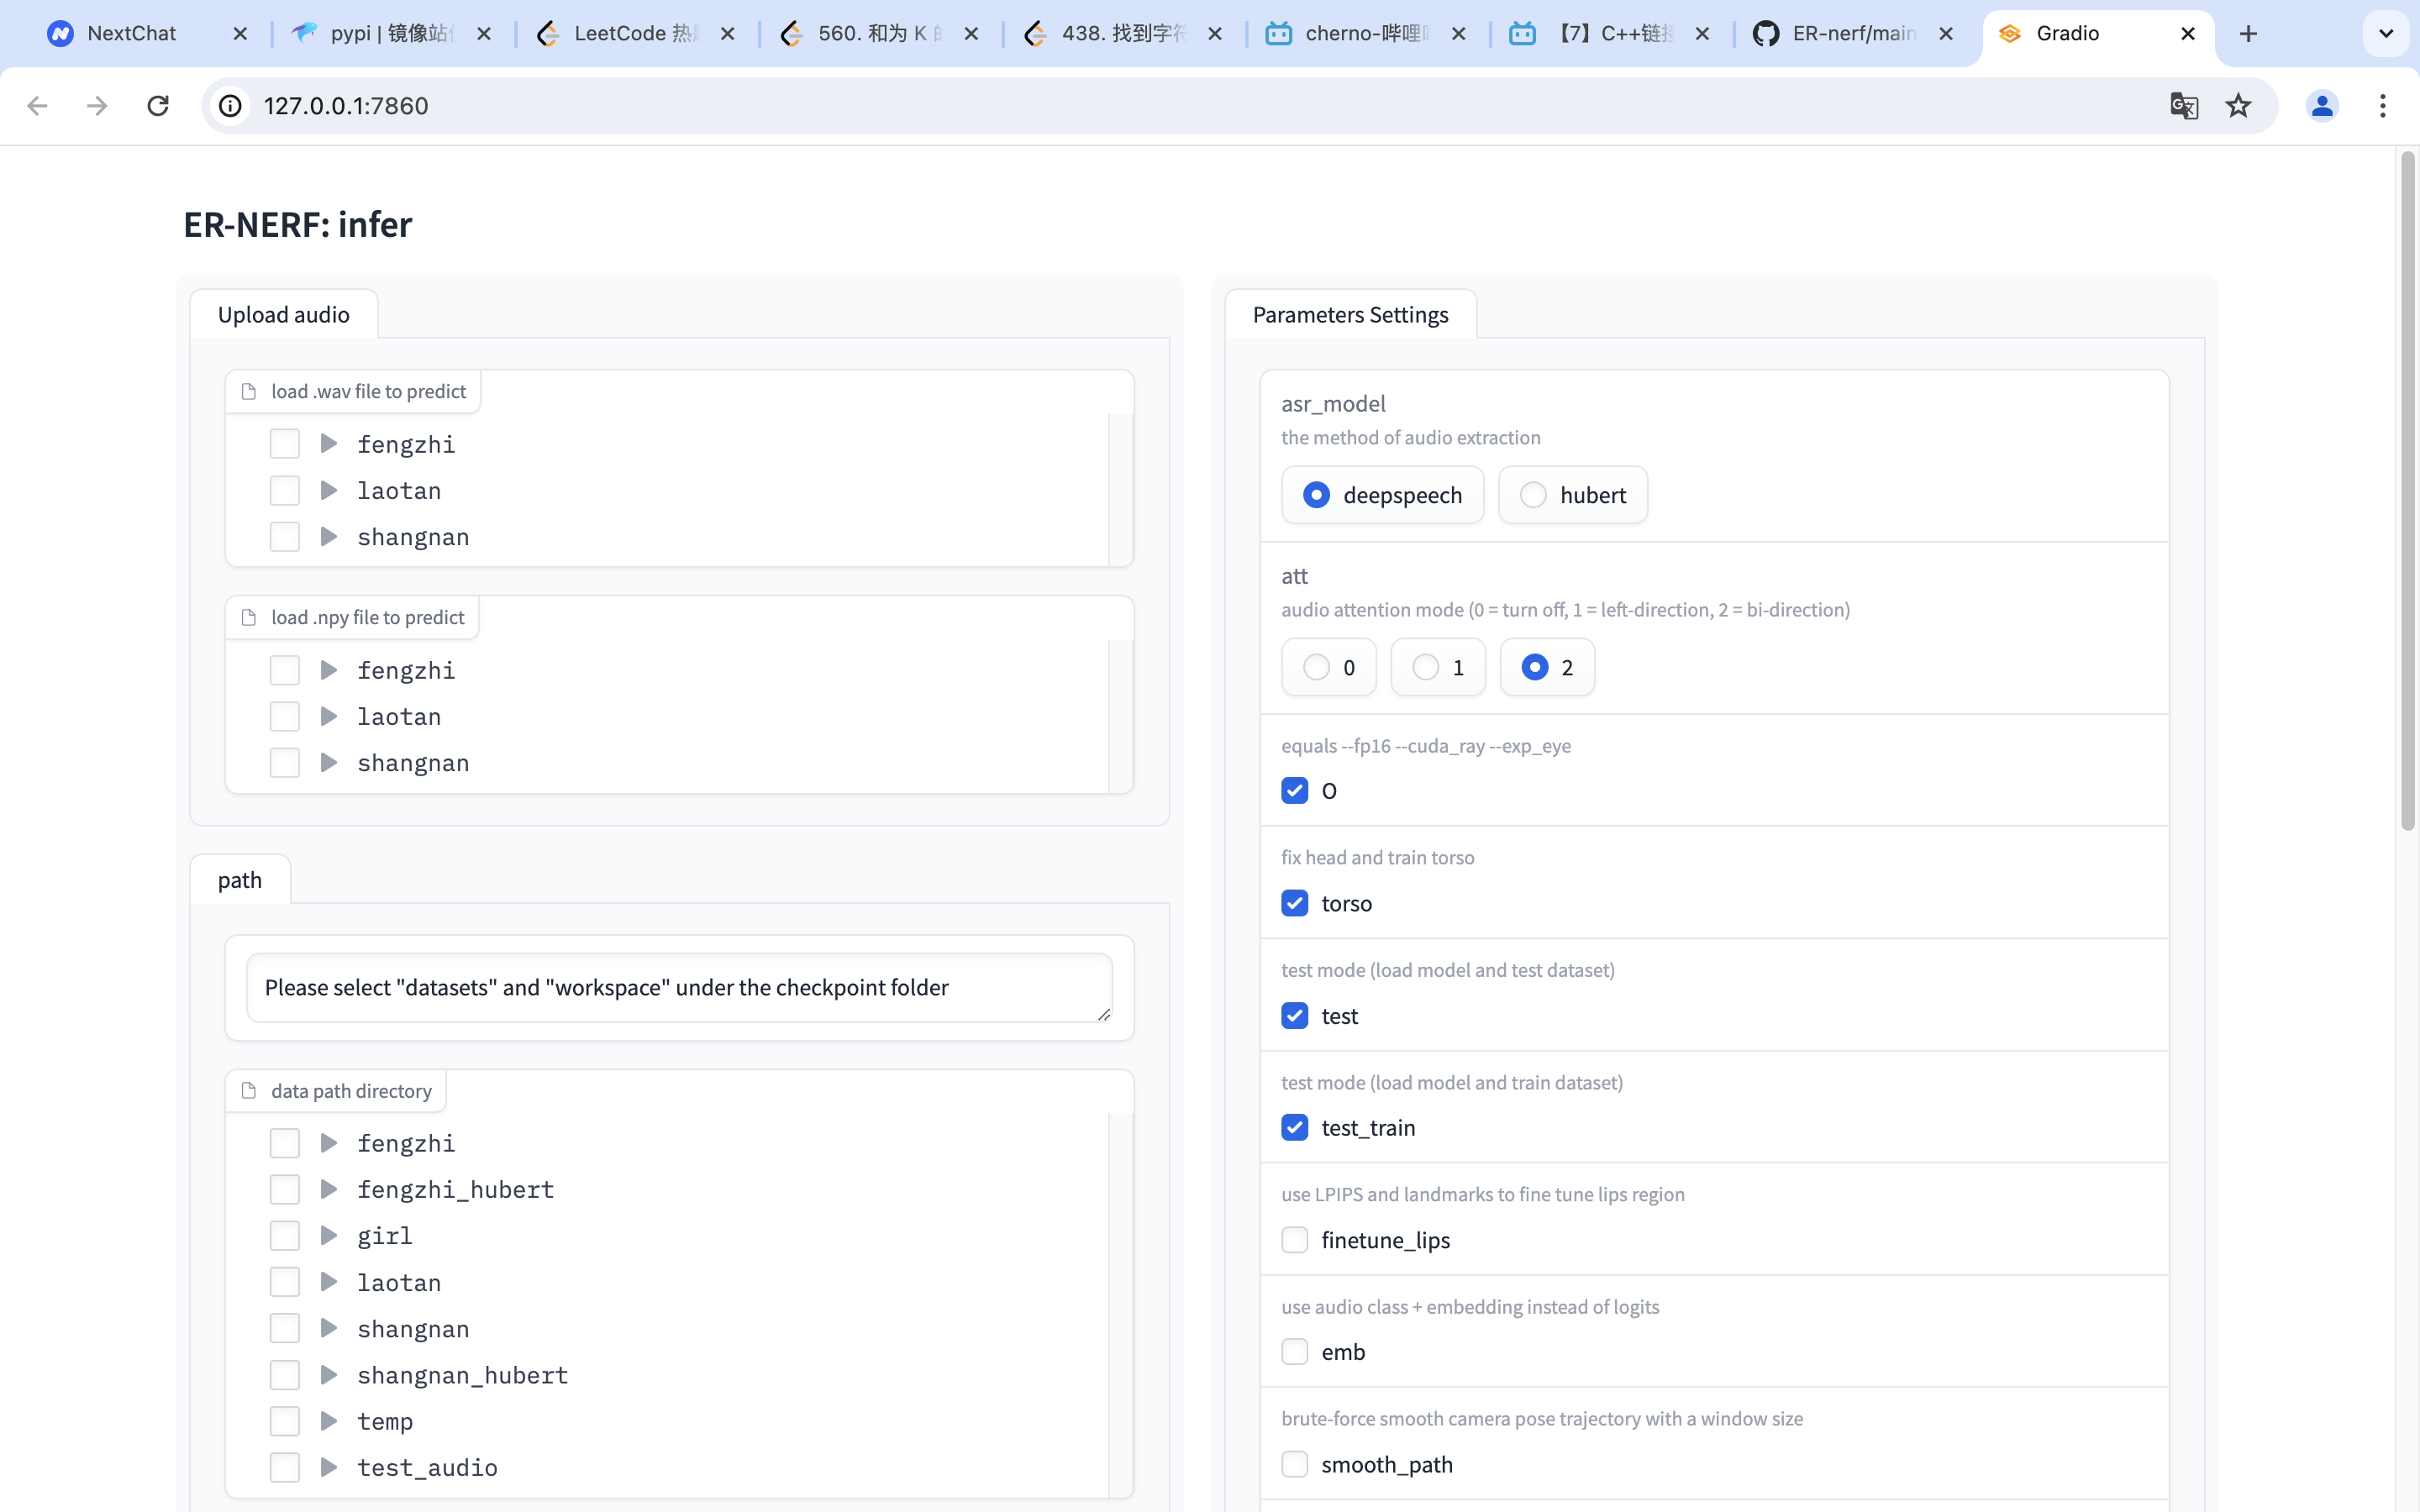 NextChat
pypi | 镜像站
LeetCode 热
560. 和为 K
438. 找到字符
cherno-哔哩
【7】C++链接
ER-nerf/main
Gradio
127.0.0.1:7860
ER-NERF: infer
Upload audio
load .wav file to predict
fengzhi
laotan
shangnan
load .npy file to predict
fengzhi
laotan
shangnan
path
Please select "datasets" and "workspace" under the checkpoint folder
data path directory
fengzhi
fengzhi_hubert
girl
laotan
shangnan
shangnan_hubert
temp
test_audio
Parameters Settings
asr_model
the method of audio extraction
deepspeech
hubert
att
audio attention mode (0 = turn off, 1 = left-direction, 2 = bi-direction)
0
1
2
equals --fp16 --cuda_ray --exp_eye
O
fix head and train torso
torso
test mode (load model and test dataset)
test
test mode (load model and train dataset)
test_train
use LPIPS and landmarks to fine tune lips region
finetune_lips
use audio class + embedding instead of logits
emb
brute-force smooth camera pose trajectory with a window size
smooth_path